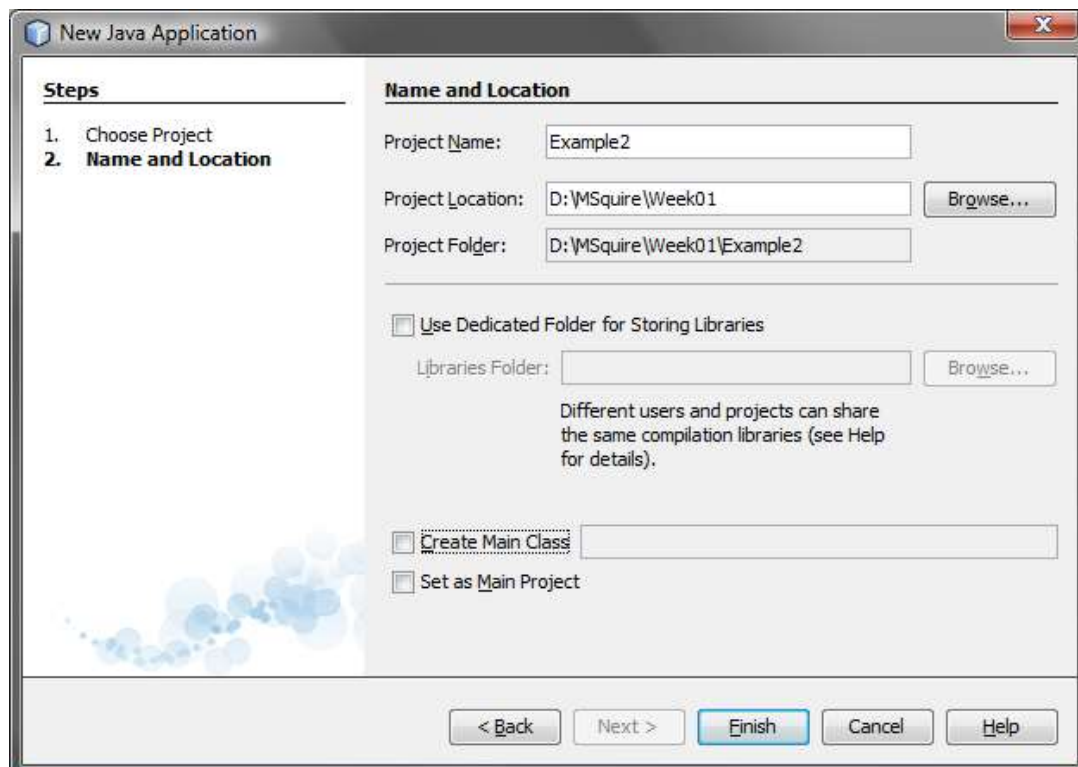 New Java Application
Steps
1. Choose Project
2. Name and Location
Name and Location
Project Name: Example2
Project Location: D:\MSquire\Week01 Browse...
Project Folder: D:\MSquire\Week01\Example2
Use Dedicated Folder for Storing Libraries
Libraries Folder: Browse...
Different users and projects can share
the same compilation libraries (see Help
for details).
Create Main Class
Set as Main Project
< Back Next > Finish Cancel Help